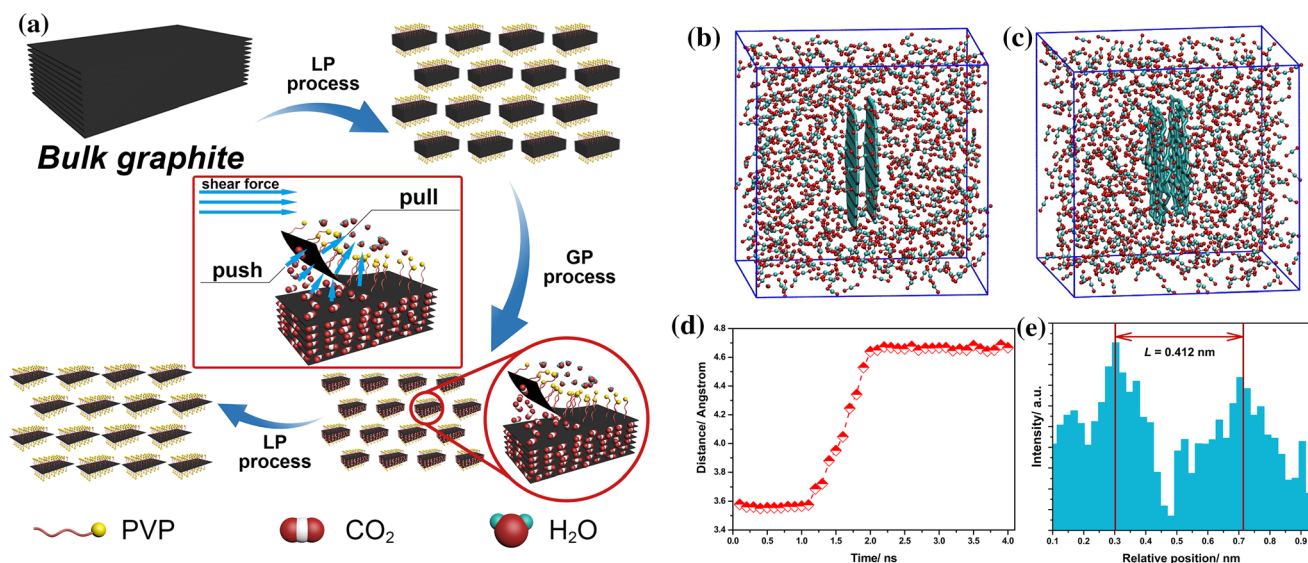 (a)
LP
process
Bulk graphite
shear force
pull
push
GP
process
LP
process
PVP
CO₂
H₂O
(b)
(c)
(d)
Distance/ Angstrom
4.8
4.6
4.4
4.2
4.0
3.8
3.6
3.4
0.0 0.5 1.0 1.5 2.0 2.5 3.0 3.5 4.0
Time/ ns
(e)
L = 0.412 nm
Intensity/ a.u.
0.1 0.2 0.3 0.4 0.5 0.6 0.7 0.8 0.9
Relative position/ nm